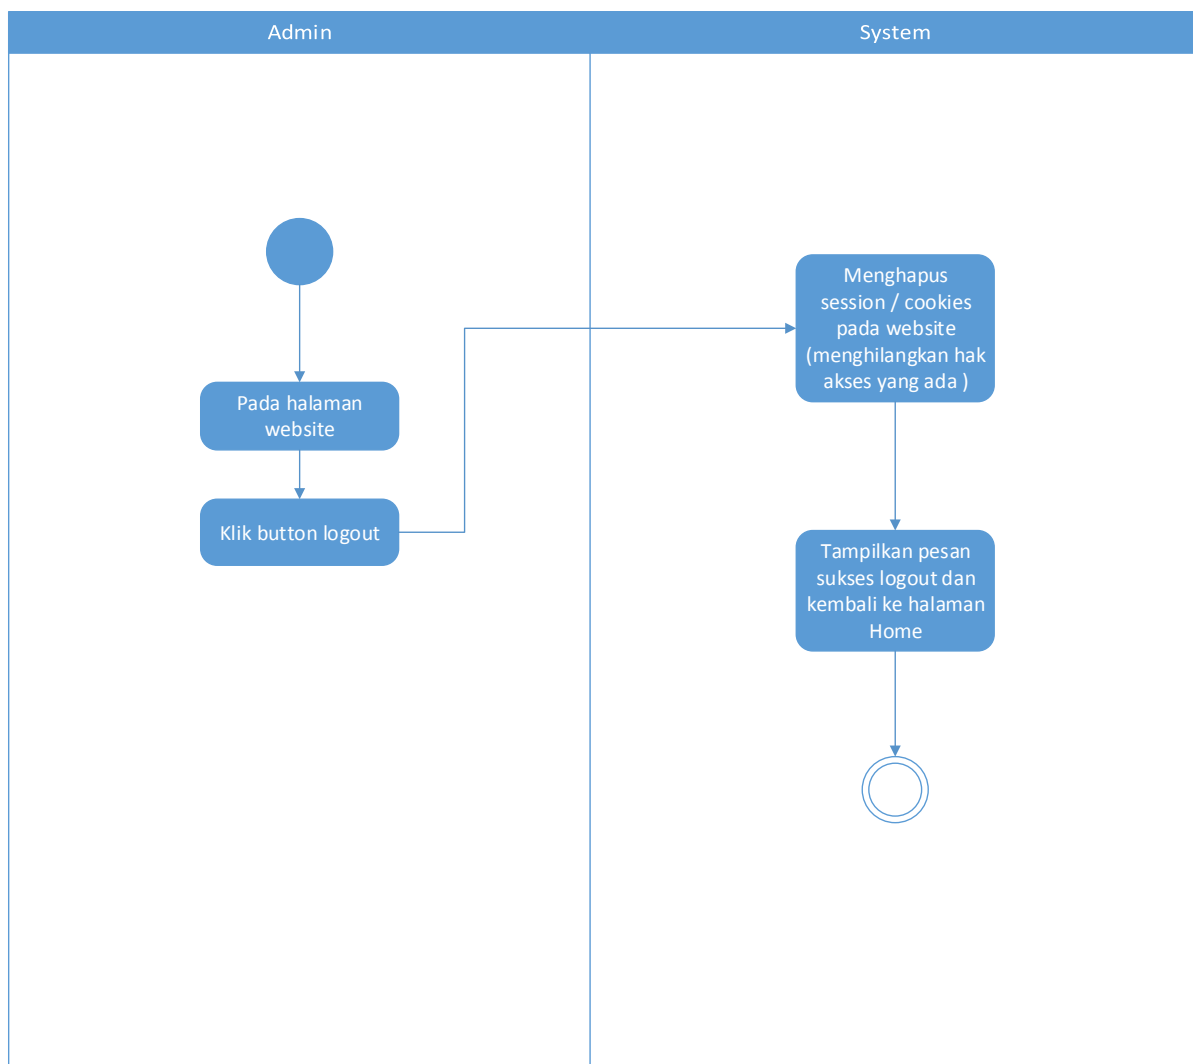 Admin
System
Pada halaman
website
Klik button logout
Menghapus
session / cookies
pada website
(menghilangkan hak
akses yang ada )
Tampilkan pesan
sukses logout dan
kembali ke halaman
Home